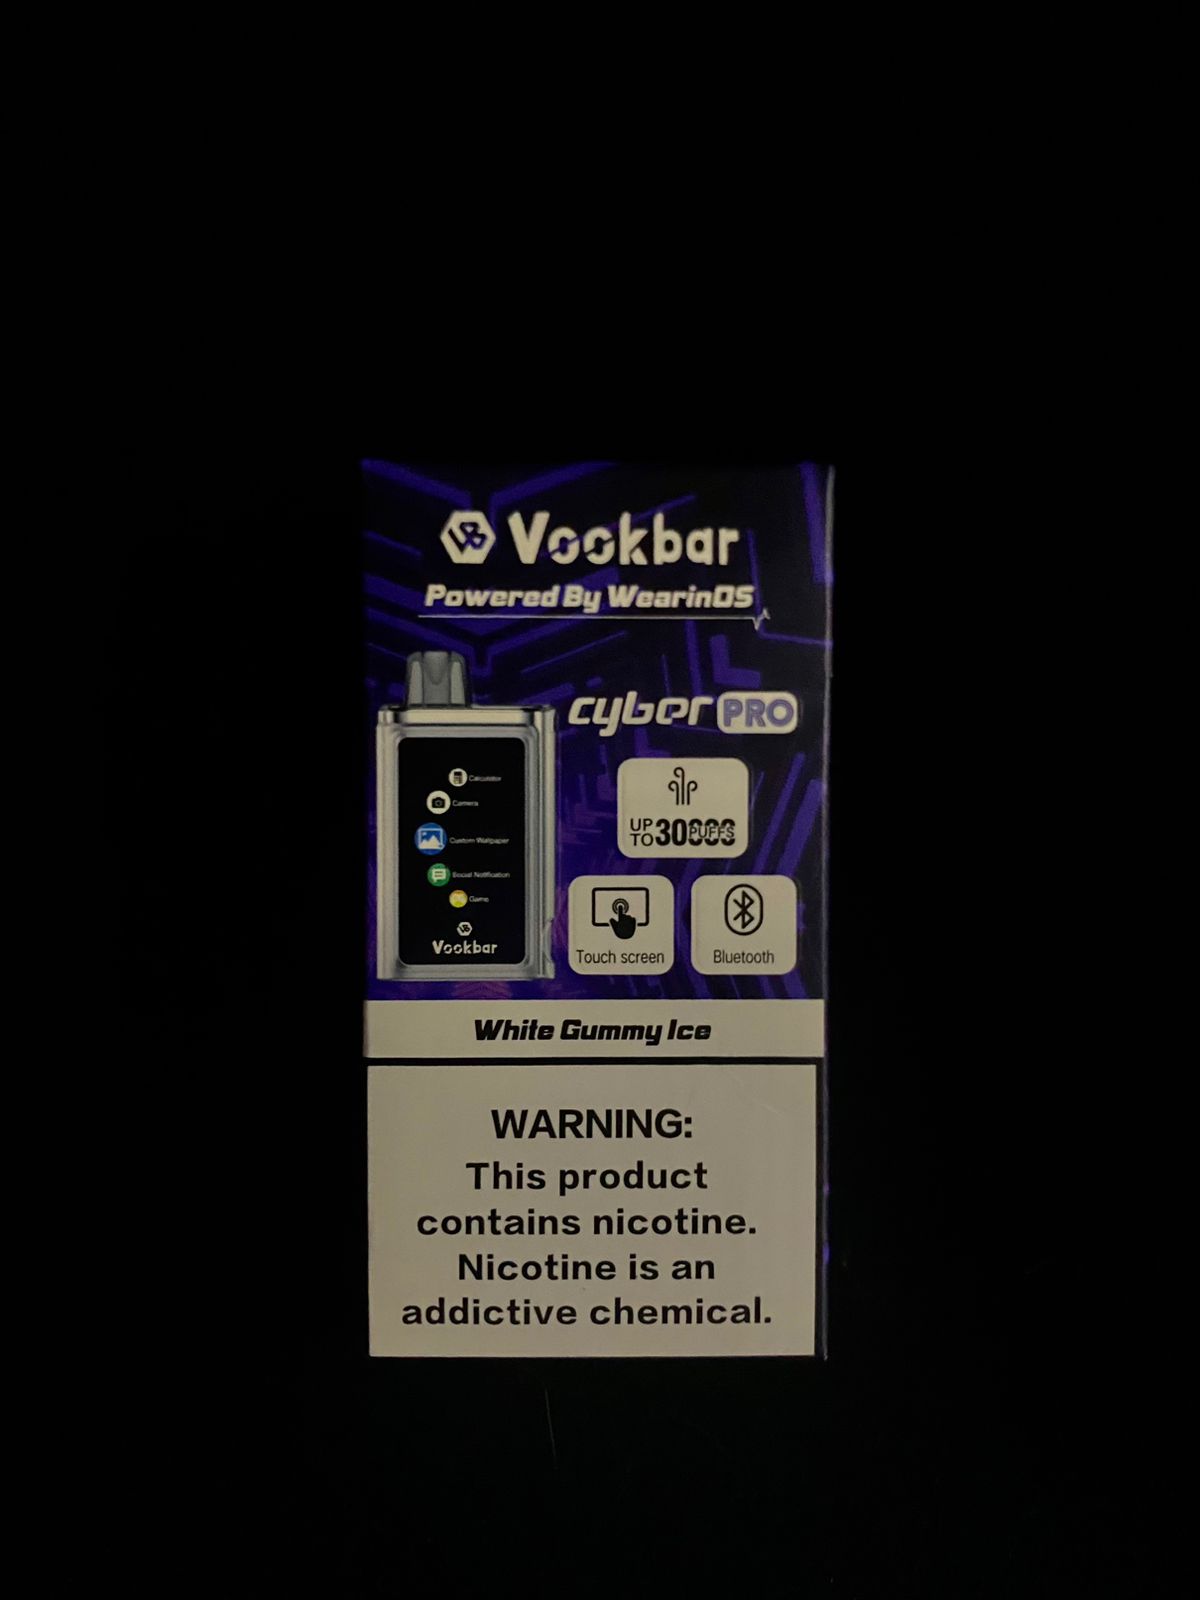 Vookbar
Powered By WearinOS
cyber PRO
Calculator
Camera
Custom Wallpaper
Social Notification
Game
Vookbar
UP TO 30000 PUFFS
Touch screen
Bluetooth
White Gummy Ice
WARNING:
This product
contains nicotine.
Nicotine is an
addictive chemical.